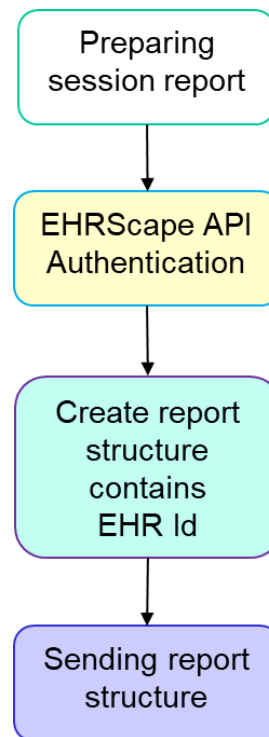 Preparing
session report
EHRScape API
Authentication
Create report
structure
contains
EHR Id
Sending report
structure